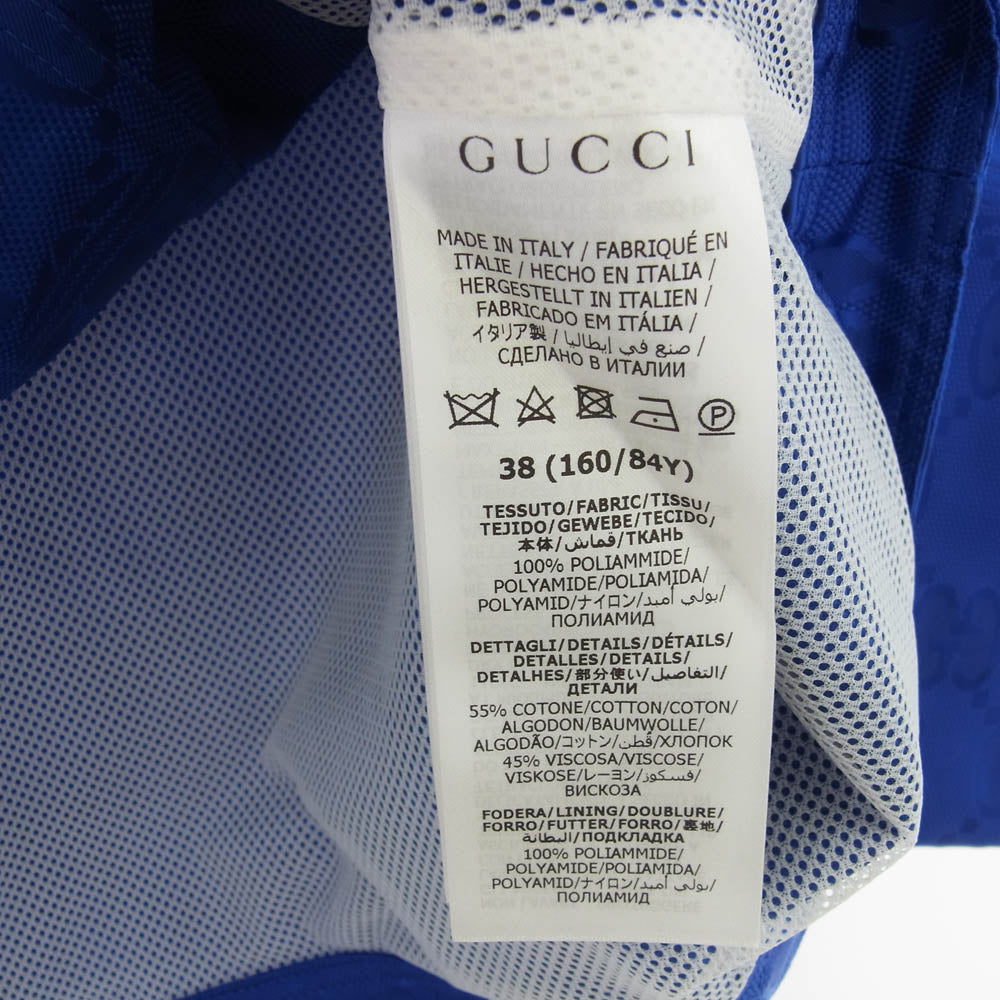 GUCCI
MADE IN ITALY / FABRIQUÉ EN
ITALIE / HECHO EN ITALIA /
HERGESTELLT IN ITALIEN /
FABRICADO EM ITÁLIA /
イタリア製 / صنع في إيطاليا /
СДЕЛАНО В ИТАЛИИ
P
38 (160/84Y)
TESSUTO/FABRIC/TISSU/
TEJIDO/GEWEBE/TECIDO/
本体/قماش/ТКАНЬ
100% POLIAMMIDE/
POLYAMIDE/POLIAMIDA/
POLYAMID/ナイロン/بولي أميد/
ПОЛИАМИД
DETTAGLI/DETAILS/DÉTAILS/
DETALLES/DETAILS/
DETALHES/部分使い/التفاصيل/
ДЕТАЛИ
55% COTONE/COTTON/COTON/
ALGODON/BAUMWOLLE/
ALGODÃO/コットン/قطن/ХЛОПОК
45% VISCOSA/VISCOSE/
VISKOSE/レーヨン/فسكوز/
ВИСКОЗА
FODERA/LINING/DOUBLURE/
FORRO/FUTTER/FORRO/裏地/
البطانة/ПОДКЛАДКА
100% POLIAMMIDE/
POLYAMIDE/POLIAMIDA/
POLYAMID/ナイロン/بولي أميد/
ПОЛИАМИД